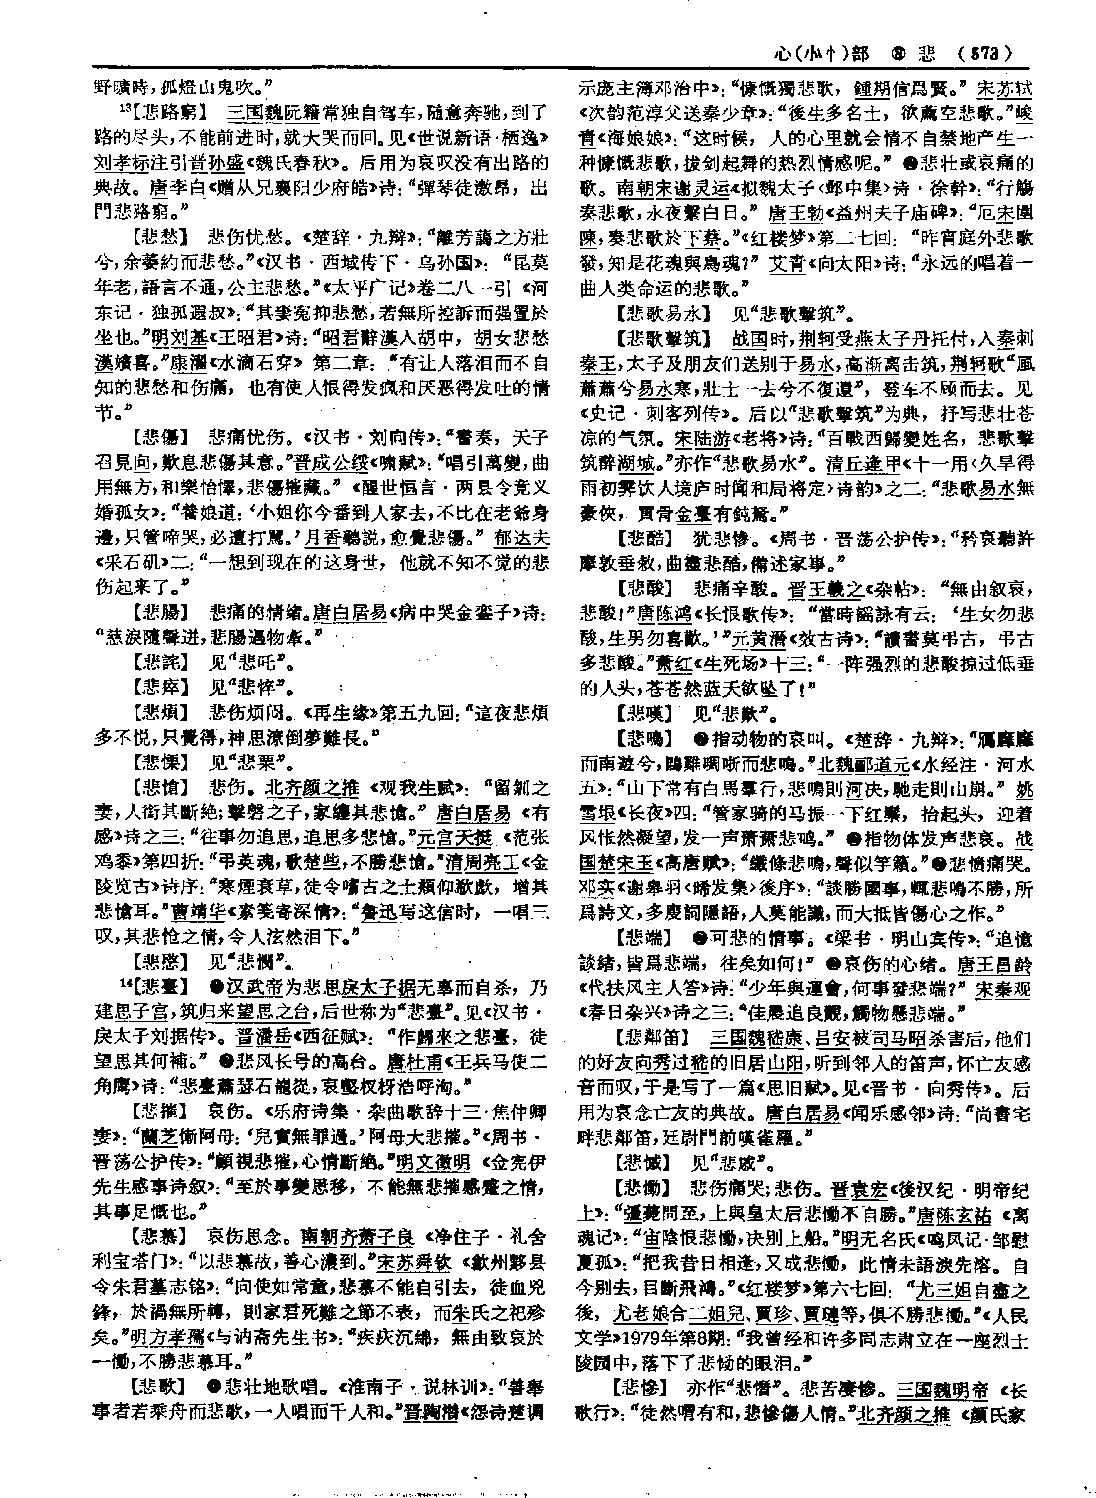 心(小忄)部 ⑧ 悲 (573)
野曠時，孤燈山鬼吹。”
¹³【悲路窮】 三国魏阮籍常独自驾车，随意奔驰，到了
路的尽头，不能前进时，就大哭而回。见《世说新语·栖逸》
刘孝标注引晋孙盛《魏氏春秋》。后用为哀叹没有出路的
典故。唐李白《赠从兄襄阳少府皓》诗：“彈琴徒激昂，出
門悲路窮。”
【悲愁】 悲伤忧愁。《楚辞·九辩》：“離芳藹之方壯
兮，余萎約而悲愁。”《汉书·西域传下·乌孙国》：“昆莫
年老，語言不通，公主悲愁。”《太平广记》卷二八一引《河
东记·独孤遐叔》：“其妻冤抑悲愁，若無所控訴而强置於
坐也。”明刘基《王昭君》诗：“昭君辭漢入胡中，胡女悲愁
漢嬪喜。”康濯《水滴石穿》第二章：“有让人落泪而不自
知的悲愁和伤痛，也有使人恨得发疯和厌恶得发吐的情
节。”
【悲傷】 悲痛忧伤。《汉书·刘向传》：“書奏，天子
召見向，歎息悲傷其意。”晋成公绥《啸赋》：“唱引萬變，曲
用無方，和樂怡懌，悲傷摧藏。”《醒世恒言·两县令竞义
婚孤女》：“養娘道：‘小姐你今番到人家去，不比在老爺身
邊，只管啼哭，必遭打駡。’月香聽説，愈覺悲傷。”郁达夫
《采石矶》二：“一想到现在的这身世，他就不知不觉的悲
伤起来了。”
【悲腸】 悲痛的情绪。唐白居易《病中哭金銮子》诗：
“慈淚隨聲迸，悲腸遇物牽。”
【悲詫】 见“悲吒”。
【悲瘁】 见“悲悴”。
【悲煩】 悲伤烦闷。《再生缘》第五九回：“這夜悲煩
多不悦，只覺得，神思潦倒夢難長。”
【悲慄】 见“悲栗”。
【悲愴】 悲伤。北齐颜之推《观我生赋》：“留釧之
妻，人銜其斷絶；擊磬之子，家纏其悲愴。”唐白居易《有
感》诗之三：“往事勿追思，追思多悲愴。”元宫天挺《范张
鸡黍》第四折：“弔英魂，歌楚些，不勝悲愴。”清周亮工《金
陵览古》诗序：“寒煙衰草，徒令嗜古之士頫仰歔欷，增其
悲愴耳。”曹靖华《素笺寄深情》：“鲁迅写这信时，一唱三
叹，其悲怆之情，令人泫然泪下。”
【悲愍】 见“悲憫”。
¹⁴【悲臺】 ❶汉武帝为悲思戾太子据无辜而自杀，乃
建思子宫，筑归来望思之台，后世称为“悲臺”。见《汉书·
戾太子刘据传》。晋潘岳《西征赋》：“作歸來之悲臺，徒
望思其何補。” ❷悲风长号的高台。唐杜甫《王兵马使二
角鹰》诗：“悲臺蕭瑟石巃嵸，哀壑杈枒浩呼洶。”
【悲摧】 哀伤。《乐府诗集·杂曲歌辞十三·焦仲卿
妻》：“蘭芝慚阿母：‘兒實無罪過。’阿母大悲摧。”《周书·
晋荡公护传》：“顧視悲摧，心情斷絶。”明文徵明《金宪伊
先生感事诗叙》：“至於事變思移，不能無悲摧感蹙之情，
其事足慨也。”
【悲慕】 哀伤思念。南朝齐萧子良《净住子·礼舍
利宝塔门》：“以悲慕故，善心濃到。”宋苏舜钦《歙州黟县
令朱君墓志铭》：“向使如常童，悲慕不能自引去，徒血兇
鋒，於禍無所轉，則家君死難之節不表，而朱氏之祀殄
矣。”明方孝孺《与讷斋先生书》：“疾疢沉綿，無由致哀於
一慟，不勝悲慕耳。”
【悲歌】 ❶悲壮地歌唱。《淮南子·说林训》：“善舉
事者若乘舟而悲歌，一人唱而千人和。”晋陶潜《怨诗楚调
示庞主簿邓治中》：“慷慨獨悲歌，鍾期信爲賢。”宋苏轼
《次韵范淳父送秦少章》：“後生多名士，欲薦空悲歌。”峻
青《海娘娘》：“这时候，人的心里就会情不自禁地产生一
种慷慨悲歌，拔剑起舞的热烈情感呢。” ❷悲壮或哀痛的
歌。南朝宋谢灵运《拟魏太子〈邺中集〉诗·徐幹》：“行觴
奏悲歌，永夜繫白日。”唐王勃《益州夫子庙碑》：“厄宋圍
陳，奏悲歌於下蔡。”《红楼梦》第二七回：“昨宵庭外悲歌
發，知是花魂與鳥魂？”艾青《向太阳》诗：“永远的唱着一
曲人类命运的悲歌。”
【悲歌易水】 见“悲歌擊筑”。
【悲歌擊筑】 战国时，荆轲受燕太子丹托付，入秦刺
秦王，太子及朋友们送别于易水，高渐离击筑，荆轲歌“風
蕭蕭兮易水寒，壯士一去兮不復還”，登车不顾而去。见
《史记·刺客列传》。后以“悲歌擊筑”为典，抒写悲壮苍
凉的气氛。宋陆游《老将》诗：“百戰西歸變姓名，悲歌擊
筑醉湖城。”亦作“悲歌易水”。清丘逢甲《十一用〈久旱得
雨初霁饮人境庐时闻和局将定〉诗韵》之二：“悲歌易水無
豪俠，買骨金臺有鈍駑。”
【悲酷】 犹悲惨。《周书·晋荡公护传》：“矜哀聽許，
摩敦垂敕，曲盡悲酷，備述家事。”
【悲酸】 悲痛辛酸。晋王羲之《杂帖》：“無由叙哀，
悲酸！”唐陈鸿《长恨歌传》：“當時謡詠有云：‘生女勿悲
酸，生男勿喜歡。’”元黄溍《效古诗》：“讀書莫弔古，弔古
多悲酸。”萧红《生死场》十三：“一阵强烈的悲酸掠过低垂
的人头，苍苍然蓝天欲坠了！”
【悲嘆】 见“悲歎”。
【悲鳴】 ❶指动物的哀叫。《楚辞·九辩》：“雁廱廱
而南遊兮，鵾雞啁哳而悲鳴。”北魏郦道元《水经注·河水
五》：“山下常有白馬羣行，悲鳴則河决，馳走則山崩。”姚
雪垠《长夜》四：“管家骑的马振一下红鬃，抬起头，迎着
风怅然凝望，发一声萧萧悲鸣。” ❷指物体发声悲哀。战
国楚宋玉《高唐赋》：“纖條悲鳴，聲似竽籟。”❸悲愤痛哭。
邓实《谢皋羽〈晞发集〉後序》：“談勝國事，輒悲鳴不勝，所
爲詩文，多廋詞隱語，人莫能識，而大抵皆傷心之作。”
【悲端】 ❶可悲的情事。《梁书·明山宾传》：“追憶
談緒，皆爲悲端，往矣如何！” ❷哀伤的心绪。唐王昌龄
《代扶风主人答》诗：“少年與運會，何事發悲端？”宋秦观
《春日杂兴》诗之三：“佳晨追良觀，觸物懸悲端。”
【悲鄰笛】 三国魏嵇康、吕安被司马昭杀害后，他们
的好友向秀过嵇的旧居山阳，听到邻人的笛声，怀亡友感
音而叹，于是写了一篇《思旧赋》。见《晋书·向秀传》。后
用为哀念亡友的典故。唐白居易《闻乐感邻》诗：“尚書宅
畔悲鄰笛，廷尉門前嘆雀羅。”
【悲慽】 见“悲戚”。
【悲慟】 悲伤痛哭；悲伤。晋袁宏《後汉纪·明帝纪
上》：“彊薨問至，上與皇太后悲慟不自勝。”唐陈玄祐《离
魂记》：“宙陰恨悲慟，决别上船。”明无名氏《鸣凤记·邹慰
夏孤》：“把我昔日相逢，又成悲慟，此情未語淚先溶。自
今别去，目斷飛鴻。”《红楼梦》第六七回：“尤三姐自盡之
後，尤老娘合二姐兒、賈珍、賈璉等，俱不勝悲慟。”《人民
文学》1979年第8期：“我曾经和许多同志肃立在一座烈士
陵园中，落下了悲恸的眼泪。”
【悲慘】 亦作“悲憯”。悲苦凄惨。三国魏明帝《长
歌行》：“徒然喟有和，悲慘傷人情。”北齐颜之推《颜氏家